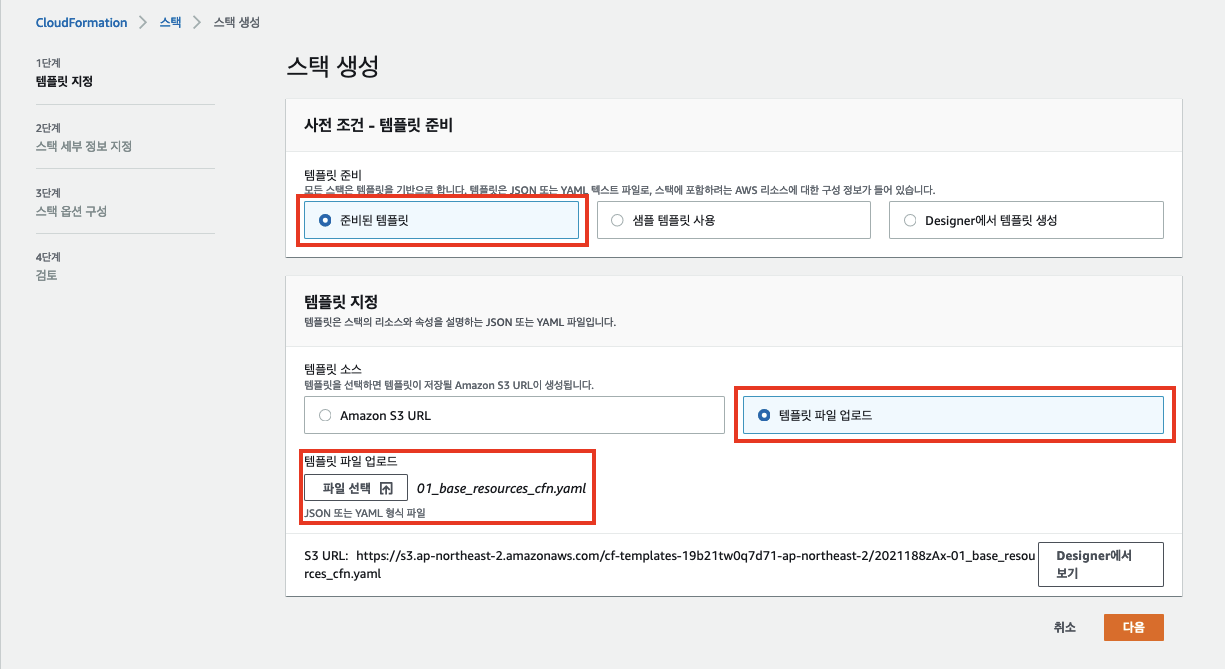 CloudFormation > 스택 > 스택 생성
1단계
템플릿 지정
2단계
스택 세부 정보 지정
3단계
스택 옵션 구성
4단계
검토
스택 생성
사전 조건 - 템플릿 준비
템플릿 준비
모든 스택은 템플릿을 기반으로 합니다. 템플릿은 JSON 또는 YAML 텍스트 파일로, 스택에 포함하려는 AWS 리소스에 대한 구성 정보가 들어 있습니다.
준비된 템플릿
샘플 템플릿 사용
Designer에서 템플릿 생성
템플릿 지정
템플릿은 스택의 리소스와 속성을 설명하는 JSON 또는 YAML 파일입니다.
템플릿 소스
템플릿을 선택하면 템플릿이 저장될 Amazon S3 URL이 생성됩니다.
Amazon S3 URL
템플릿 파일 업로드
템플릿 파일 업로드
파일 선택 01_base_resources_cfn.yaml
JSON 또는 YAML 형식 파일
S3 URL: https://s3.ap-northeast-2.amazonaws.com/cf-templates-19b21tw0q7d71-ap-northeast-2/2021188zAx-01_base_resou
rces_cfn.yaml
Designer에서
보기
취소
다음